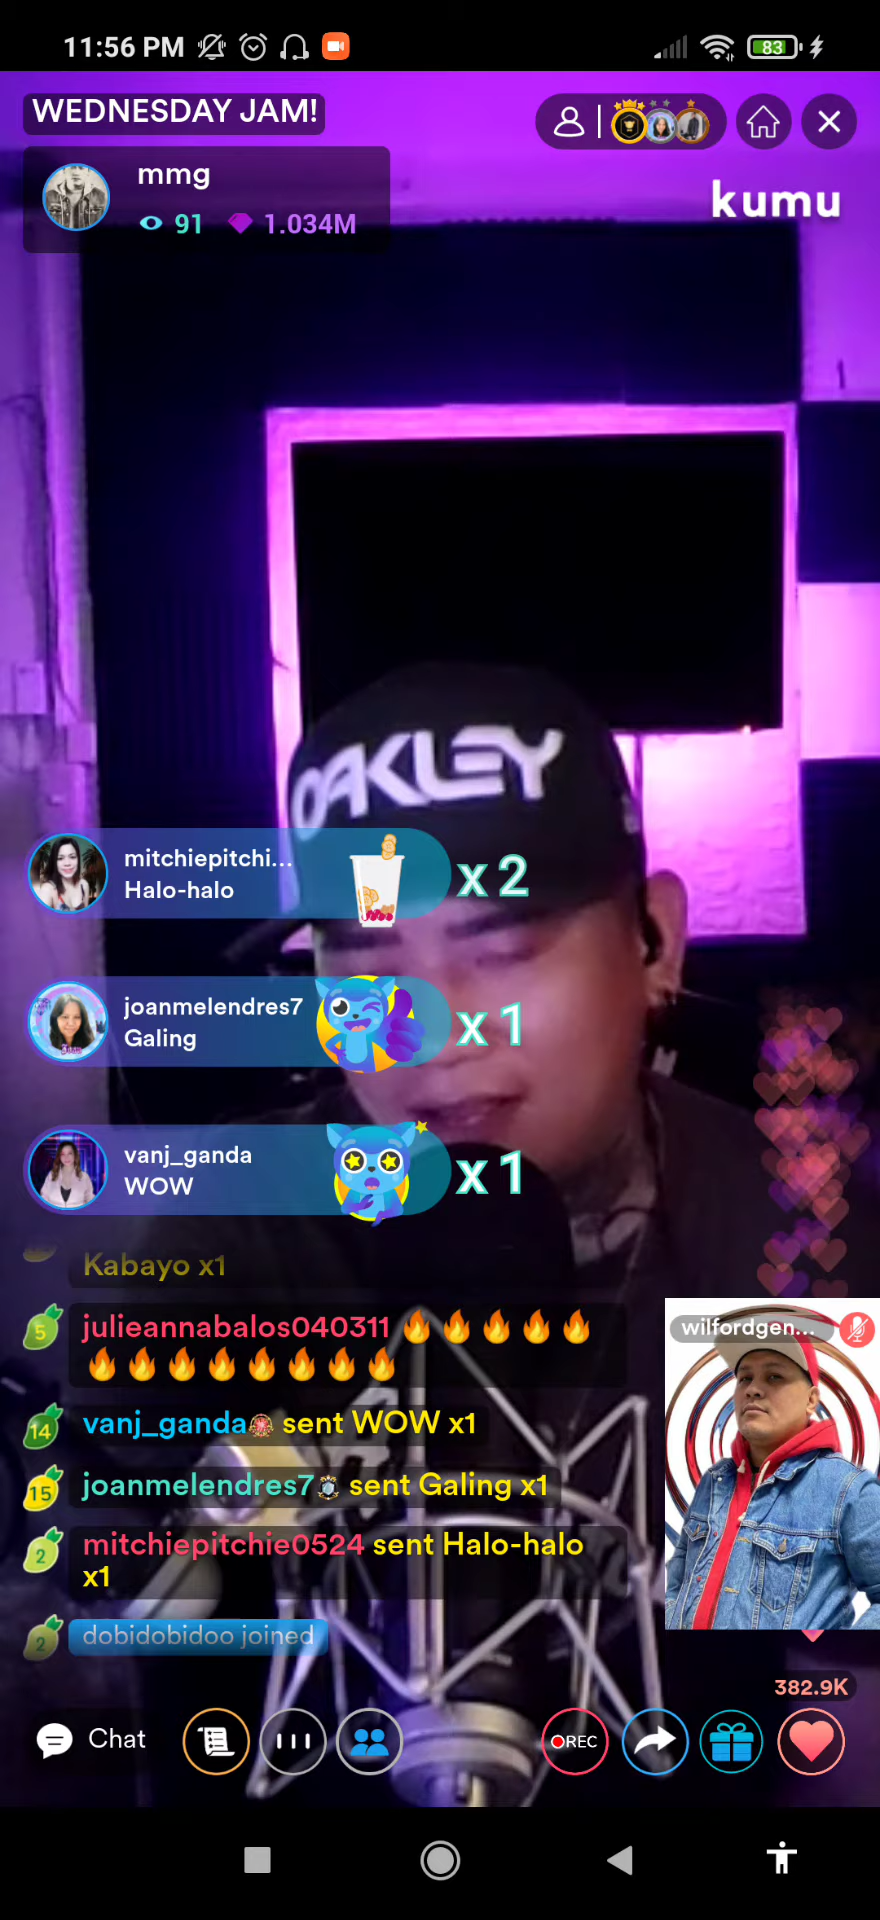 11:56 PM
83
WEDNESDAY JAM!
mmg
91 1.034M
kumu
OAKLEY
mitchiepitchi...
Halo-halo
x 2
joanmelendres7
Galing
x 1
vanj_ganda
WOW
x 1
Kabayo x1
5 julieannabalos040311
14 vanj_ganda sent WOW x1
15 joanmelendres7 sent Galing x1
2 mitchiepitchie0524 sent Halo-halo
x1
2 dobidobidoo joined
wilfordgen...
382.9K
Chat
REC